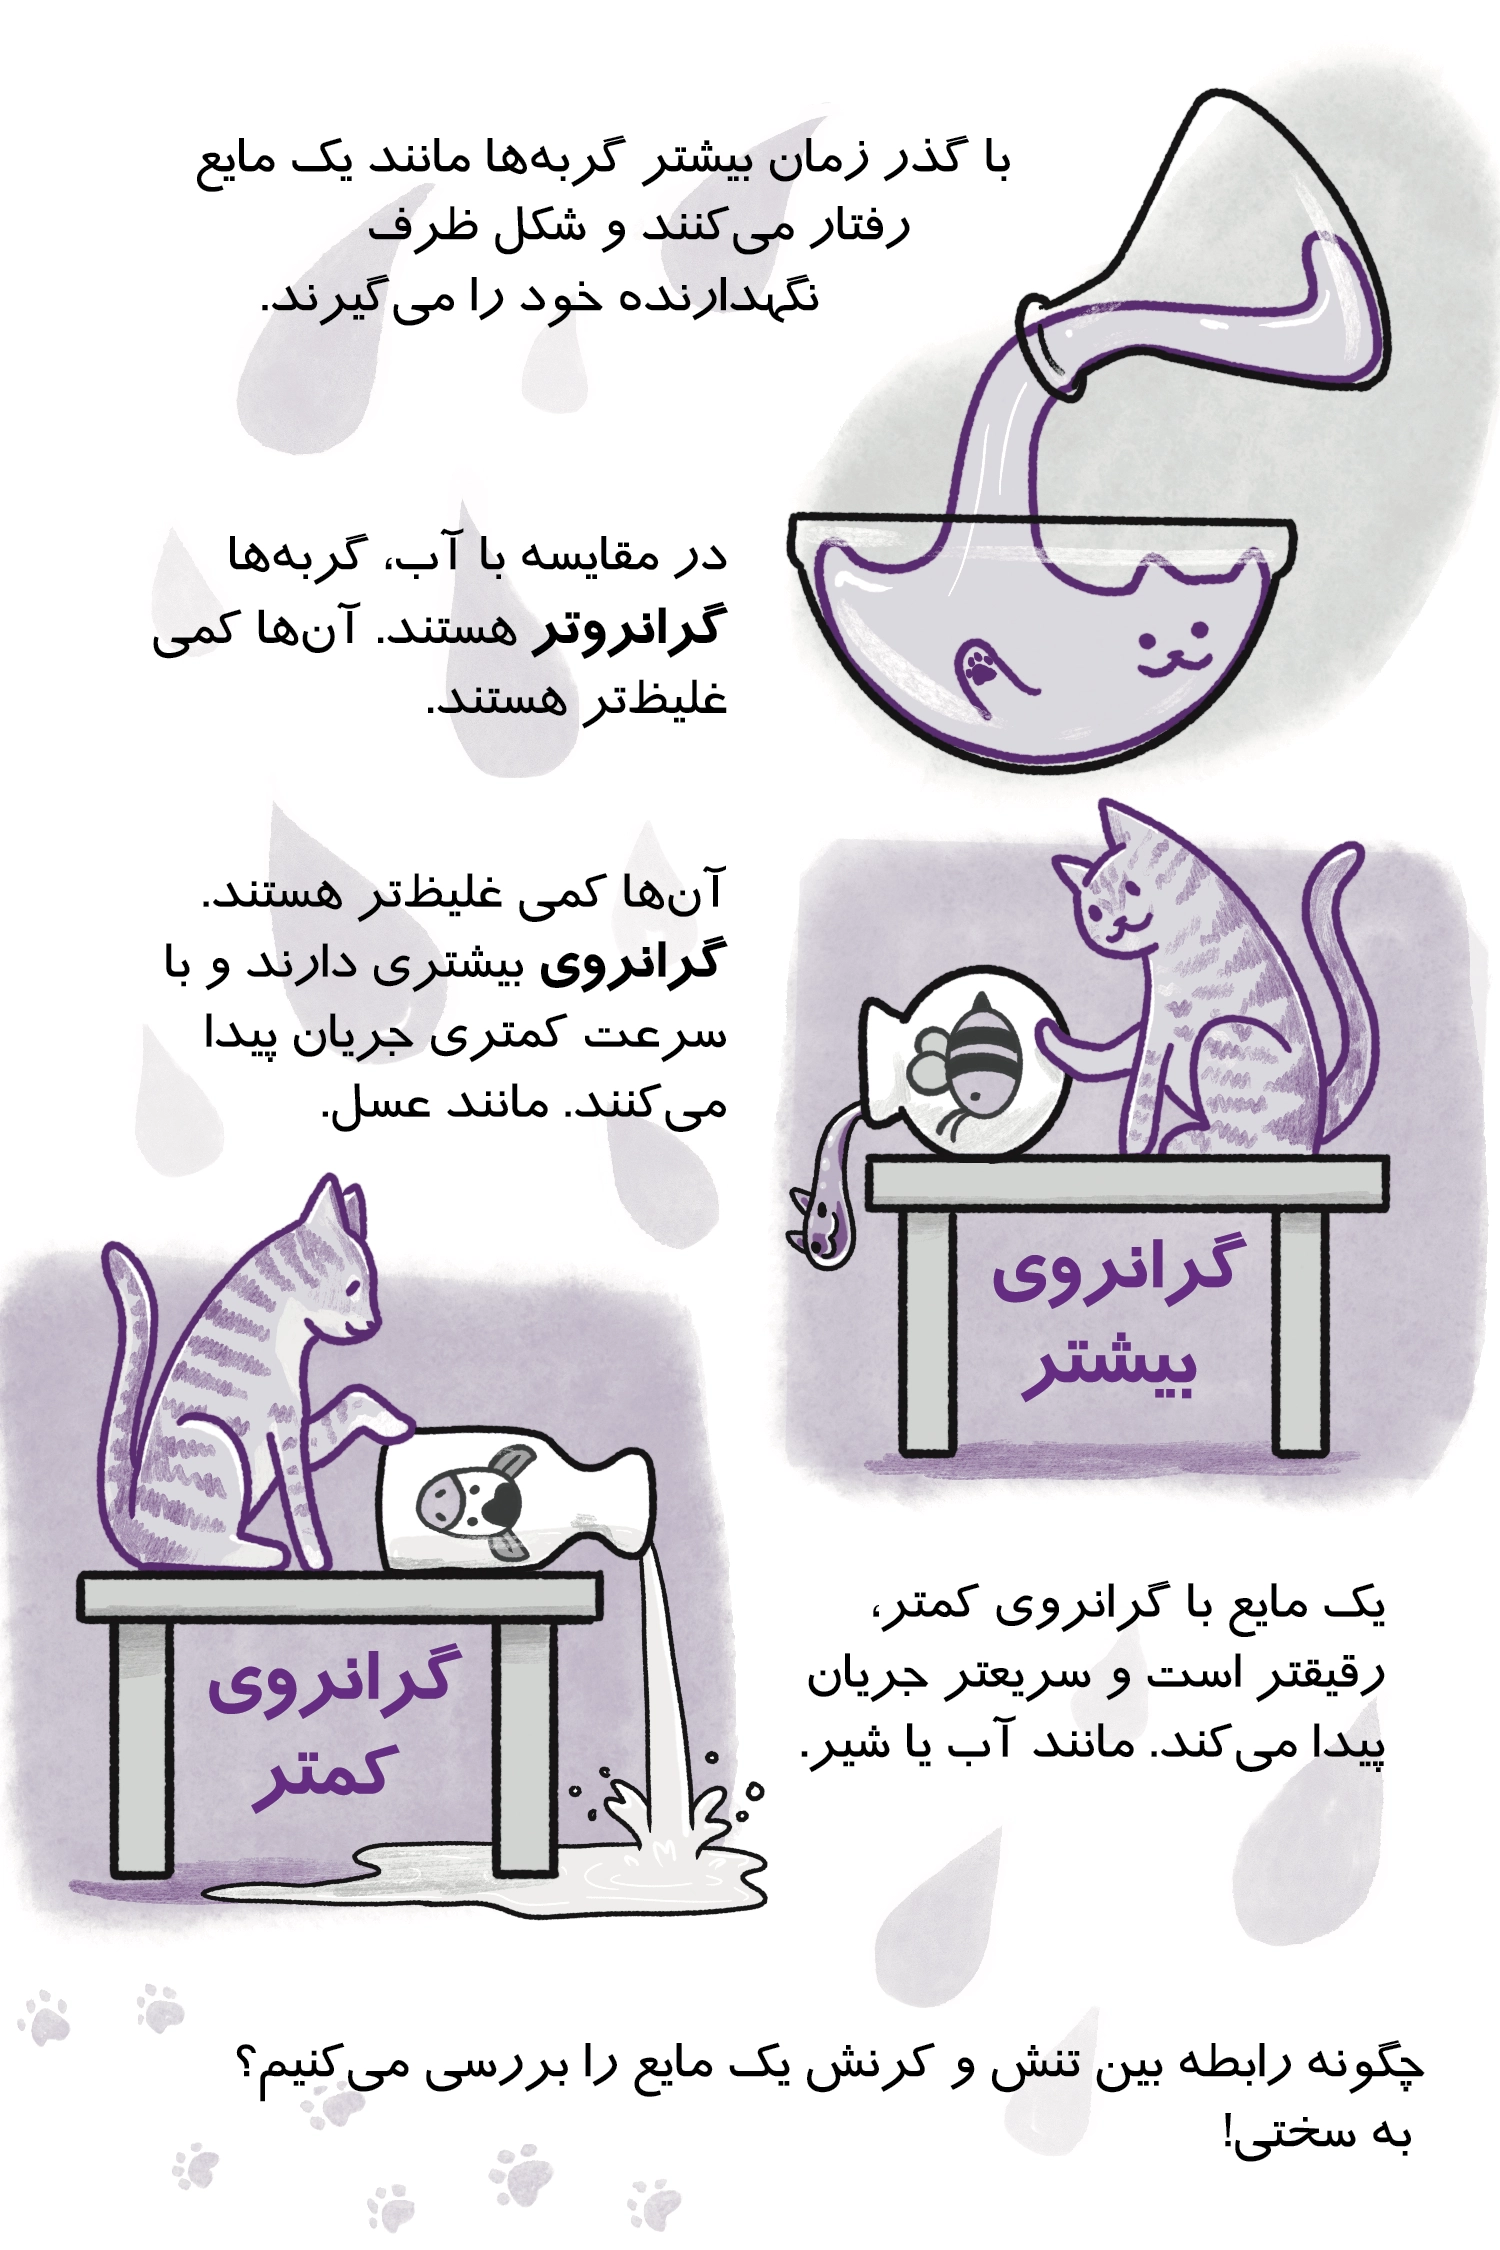 با گذر زمان بیشتر گربه‌ها مانند یک مایع
رفتار می‌کنند و شکل ظرف
نگهدارنده خود را می‌گیرند.
در مقایسه با آب، گربه‌ها
گرانروتر هستند. آن‌ها کمی
غلیظ‌تر هستند.
آن‌ها کمی غلیظ‌تر هستند.
گرانروی بیشتری دارند و با
سرعت کمتری جریان پیدا
می‌کنند. مانند عسل.
گرانروی
بیشتر
گرانروی
کمتر
یک مایع با گرانروی کمتر،
رقیقتر است و سریعتر جریان
پیدا می‌کند. مانند آب یا شیر.
چگونه رابطه بین تنش و کرنش یک مایع را بررسی می‌کنیم؟
به سختی!